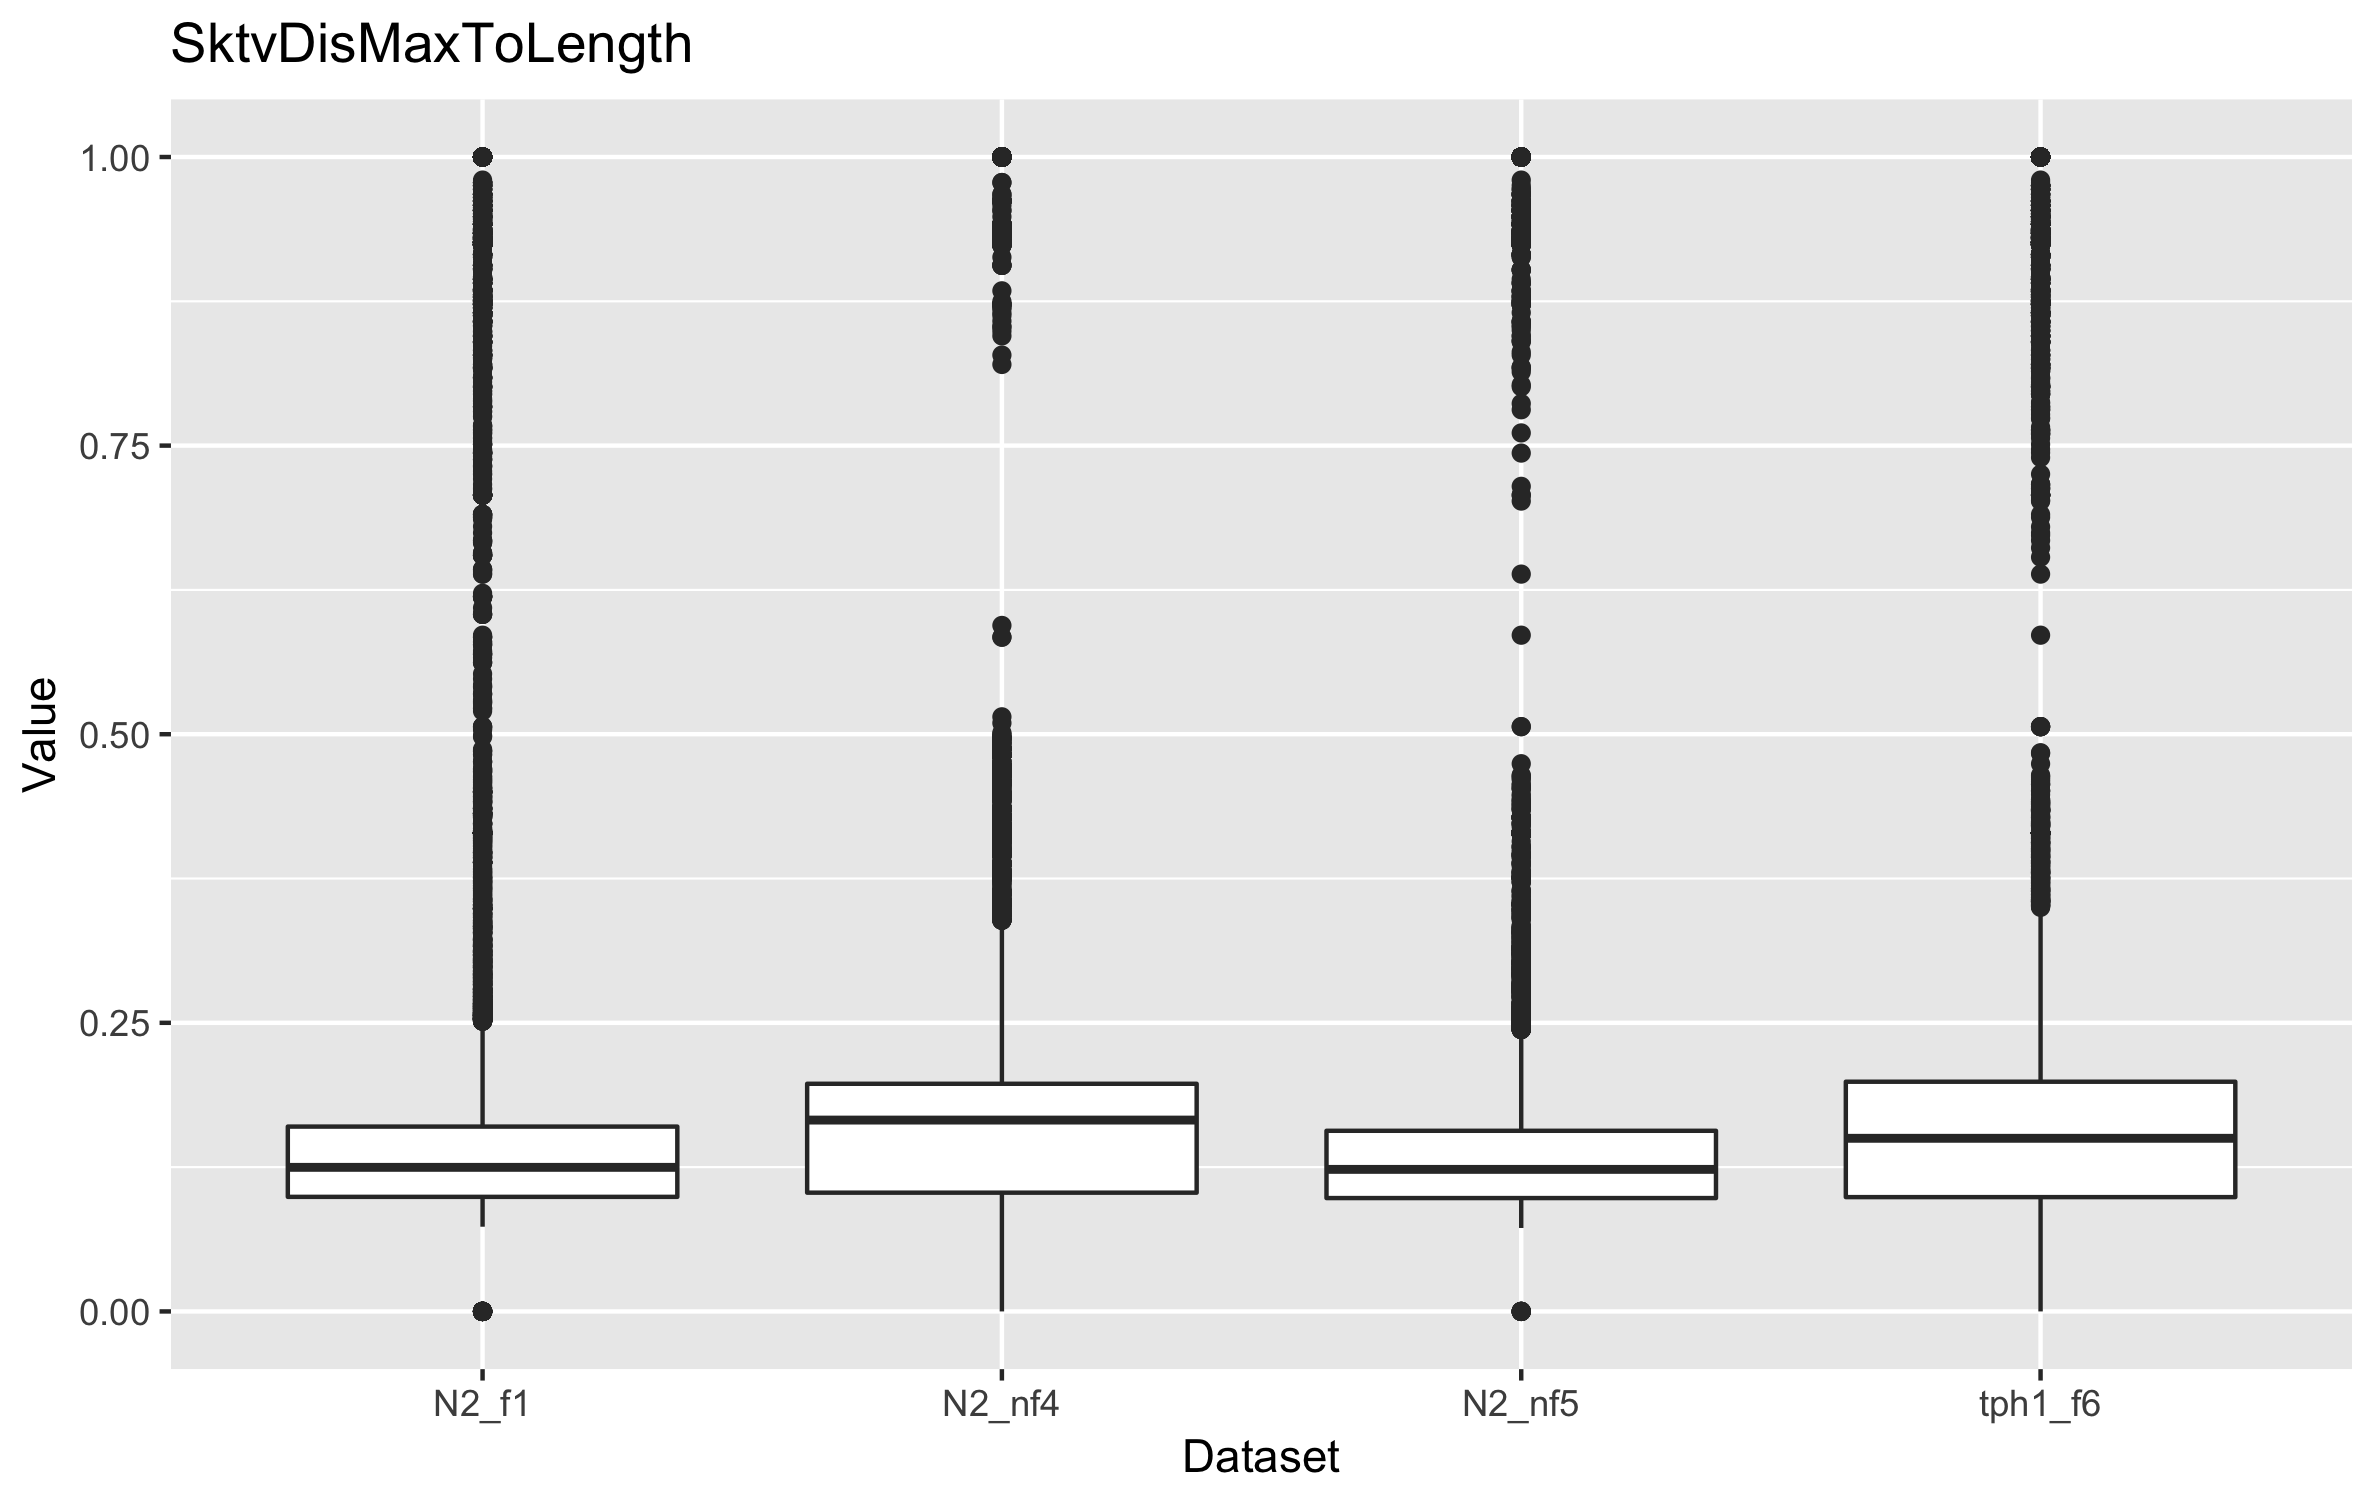 SktvDisMaxToLength
1.00
0.75
0.50
0.25
0.00
Value
N2_f1 N2_nf4 N2_nf5 tph1_f6
Dataset